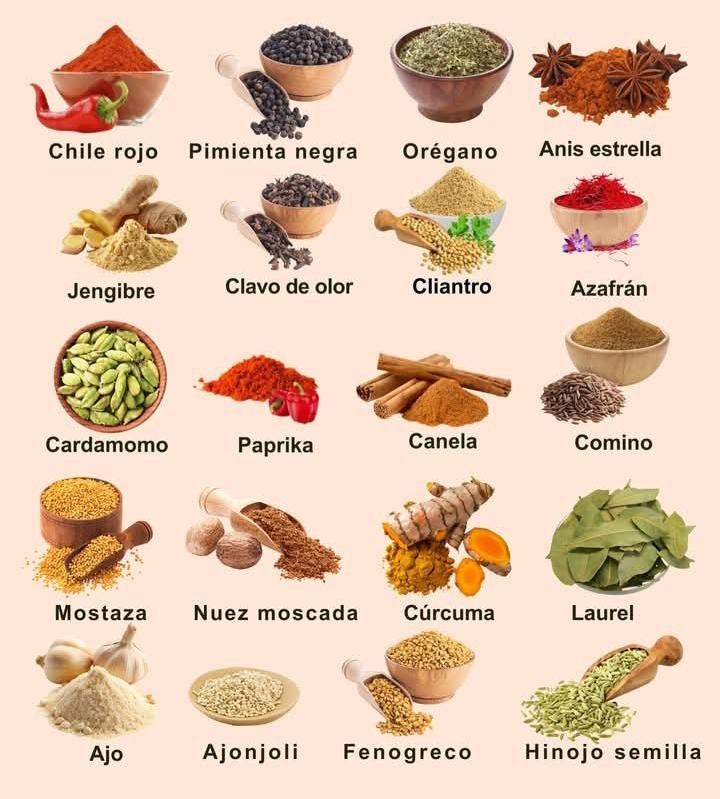 Chile rojo
Pimienta negra
Orégano
Anis estrella
Jengibre
Clavo de olor
Cliantro
Azafrán
Cardamomo
Paprika
Canela
Comino
Mostaza
Nuez moscada
Cúrcuma
Laurel
Ajo
Ajonjoli
Fenogreco
Hinojo semilla